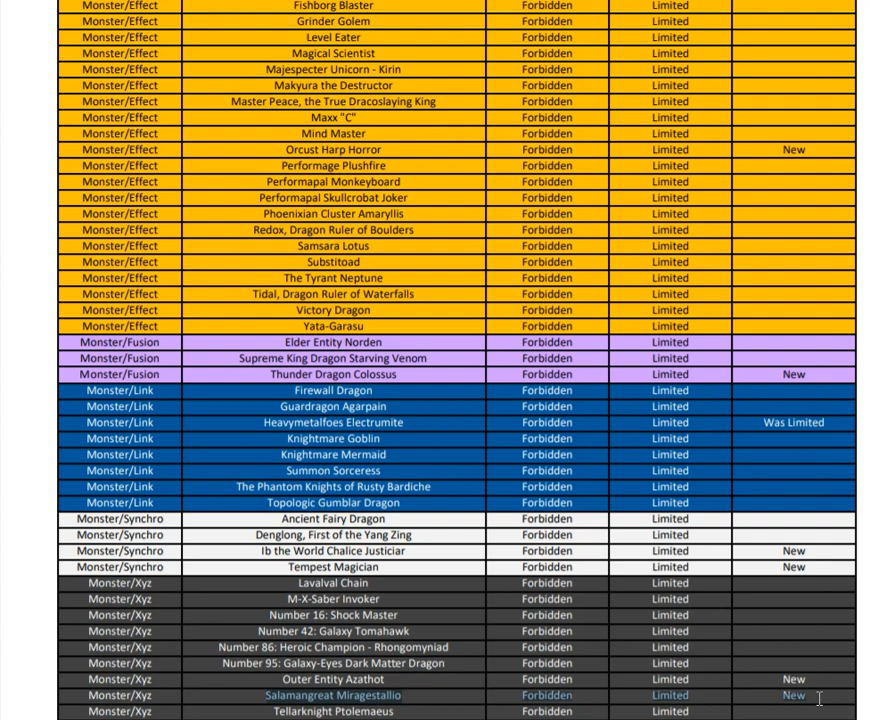 Monster/Effect Fishborg Blaster Forbidden Limited
Monster/Effect Grinder Golem Forbidden Limited
Monster/Effect Level Eater Forbidden Limited
Monster/Effect Magical Scientist Forbidden Limited
Monster/Effect Majespecter Unicorn - Kirin Forbidden Limited
Monster/Effect Makyura the Destructor Forbidden Limited
Monster/Effect Master Peace, the True Dracoslaying King Forbidden Limited
Monster/Effect Maxx "C" Forbidden Limited
Monster/Effect Mind Master Forbidden Limited
Monster/Effect Orcust Harp Horror Forbidden Limited New
Monster/Effect Performage Plushfire Forbidden Limited
Monster/Effect Performapal Monkeyboard Forbidden Limited
Monster/Effect Performapal Skullcrobat Joker Forbidden Limited
Monster/Effect Phoenixian Cluster Amaryllis Forbidden Limited
Monster/Effect Redox, Dragon Ruler of Boulders Forbidden Limited
Monster/Effect Samsara Lotus Forbidden Limited
Monster/Effect Substitoad Forbidden Limited
Monster/Effect The Tyrant Neptune Forbidden Limited
Monster/Effect Tidal, Dragon Ruler of Waterfalls Forbidden Limited
Monster/Effect Victory Dragon Forbidden Limited
Monster/Effect Yata-Garasu Forbidden Limited
Monster/Fusion Elder Entity Norden Forbidden Limited
Monster/Fusion Supreme King Dragon Starving Venom Forbidden Limited
Monster/Fusion Thunder Dragon Colossus Forbidden Limited New
Monster/Link Firewall Dragon Forbidden Limited
Monster/Link Guardragon Agarpain Forbidden Limited
Monster/Link Heavymetalfoes Electrumite Forbidden Limited Was Limited
Monster/Link Knightmare Goblin Forbidden Limited
Monster/Link Knightmare Mermaid Forbidden Limited
Monster/Link Summon Sorceress Forbidden Limited
Monster/Link The Phantom Knights of Rusty Bardiche Forbidden Limited
Monster/Link Topologic Gumblar Dragon Forbidden Limited
Monster/Synchro Ancient Fairy Dragon Forbidden Limited
Monster/Synchro Denglong, First of the Yang Zing Forbidden Limited
Monster/Synchro Ib the World Chalice Justiciar Forbidden Limited New
Monster/Synchro Tempest Magician Forbidden Limited New
Monster/Xyz Lavalval Chain Forbidden Limited
Monster/Xyz M-X-Saber Invoker Forbidden Limited
Monster/Xyz Number 16: Shock Master Forbidden Limited
Monster/Xyz Number 42: Galaxy Tomahawk Forbidden Limited
Monster/Xyz Number 86: Heroic Champion - Rhongomyniad Forbidden Limited
Monster/Xyz Number 95: Galaxy-Eyes Dark Matter Dragon Forbidden Limited
Monster/Xyz Outer Entity Azathot Forbidden Limited New
Monster/Xyz Salamangreat Miragestallio Forbidden Limited New
Monster/Xyz Tellarknight Ptolemaeus Forbidden Limited